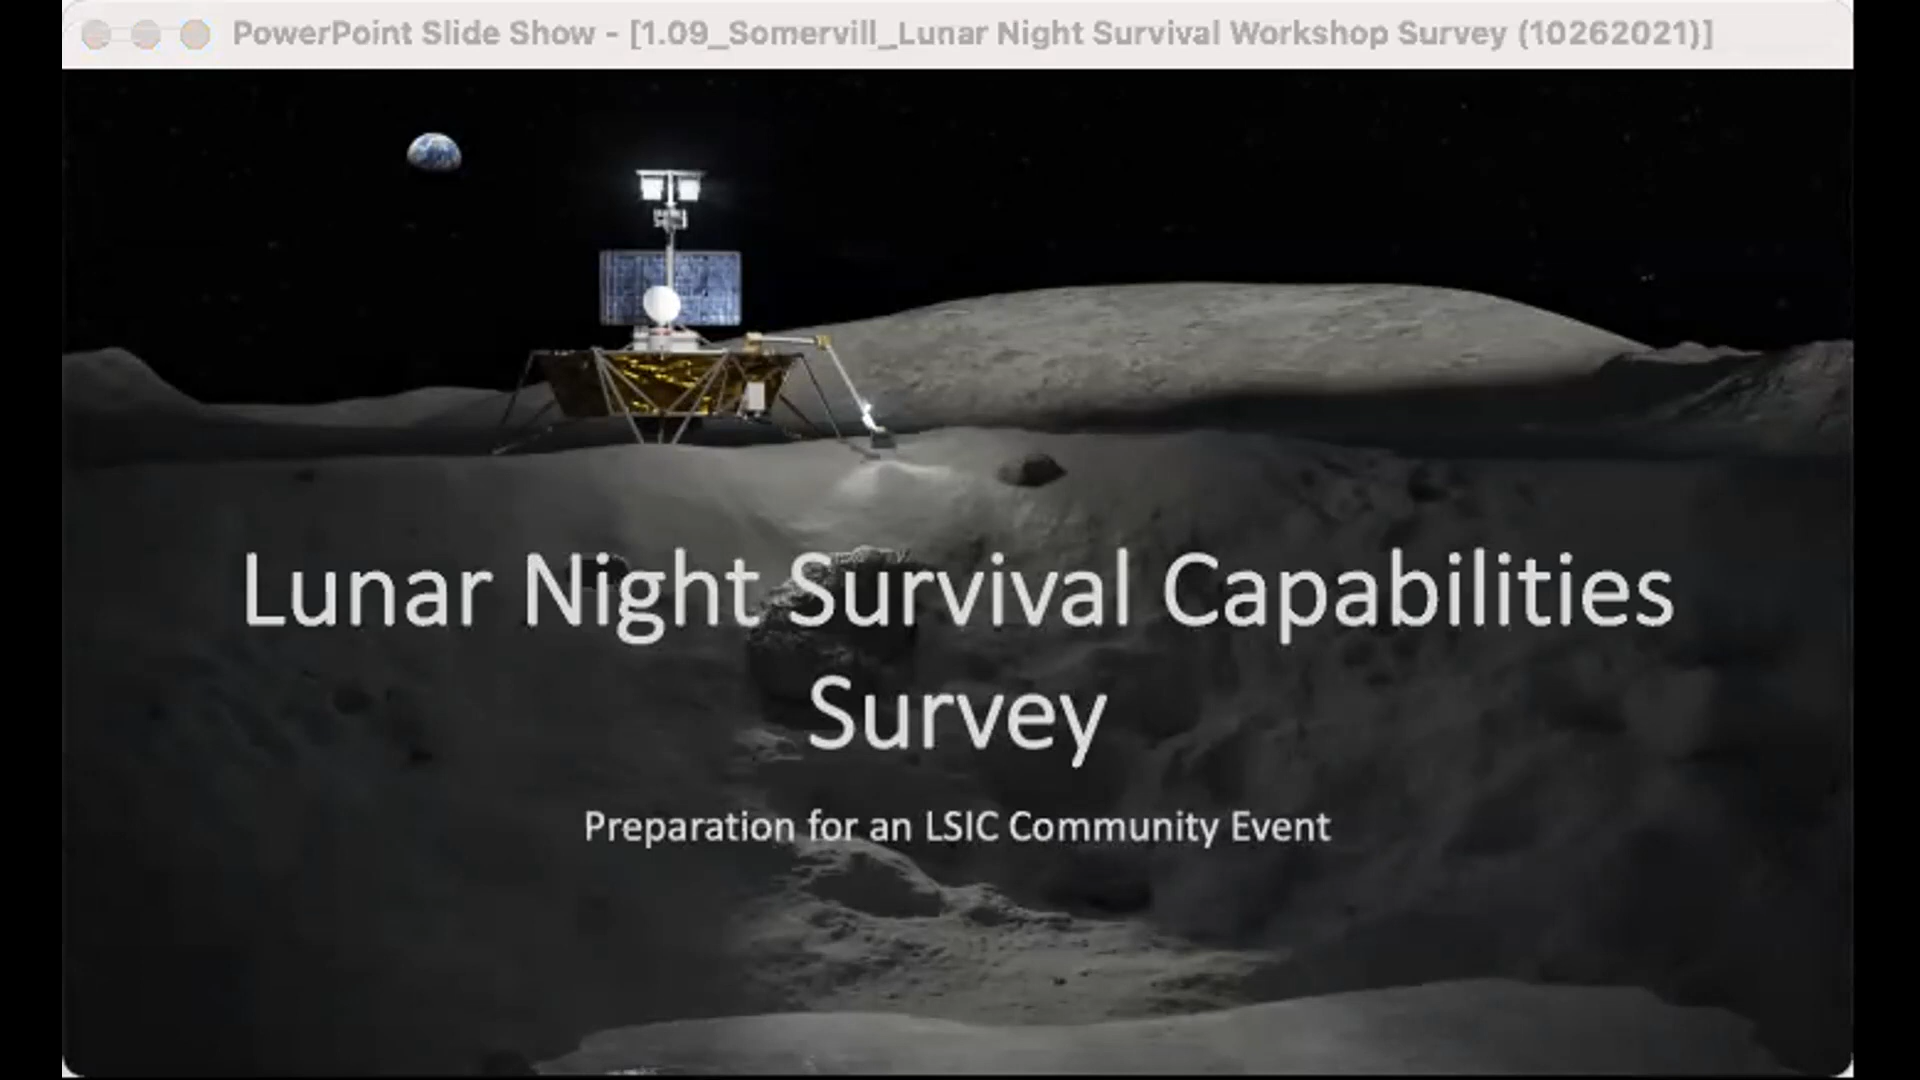 PowerPoint Slide Show - [1.09_Somervill_Lunar Night Survival Workshop Survey (10262021)]
Lunar Night Survival Capabilities
Survey
Preparation for an LSIC Community Event